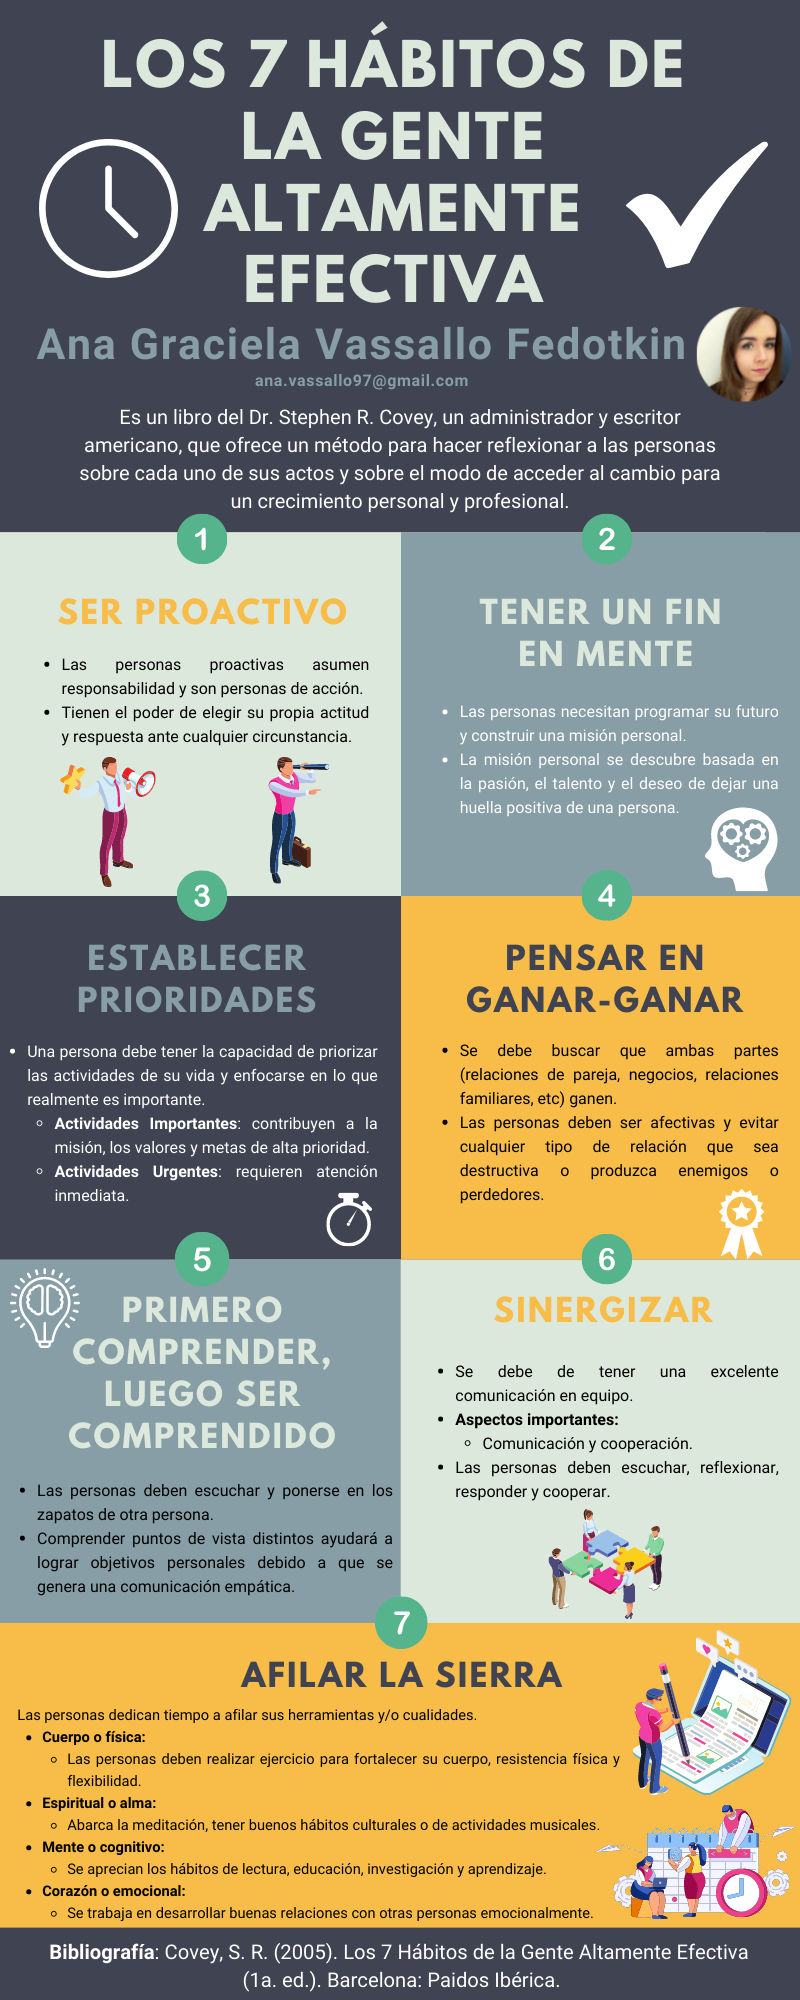 LOS 7 HÁBITOS DE
LA GENTE
ALTAMENTE
EFECTIVA
Ana Graciela Vassallo Fedotkin
ana.vassallo97@gmail.com
Es un libro del Dr. Stephen R. Covey, un administrador y escritor
americano, que ofrece un método para hacer reflexionar a las personas
sobre cada uno de sus actos y sobre el modo de acceder al cambio para
un crecimiento personal y profesional.
1
SER PROACTIVO
• Las personas proactivas asumen
responsabilidad y son personas de acción.
• Tienen el poder de elegir su propia actitud
y respuesta ante cualquier circunstancia.
2
TENER UN FIN
EN MENTE
• Las personas necesitan programar su futuro
y construir una misión personal.
• La misión personal se descubre basada en
la pasión, el talento y el deseo de dejar una
huella positiva de una persona.
3
ESTABLECER
PRIORIDADES
• Una persona debe tener la capacidad de priorizar
las actividades de su vida y enfocarse en lo que
realmente es importante.
◦ Actividades Importantes: contribuyen a la
misión, los valores y metas de alta prioridad.
◦ Actividades Urgentes: requieren atención
inmediata.
4
PENSAR EN
GANAR-GANAR
• Se debe buscar que ambas partes
(relaciones de pareja, negocios, relaciones
familiares, etc) ganen.
• Las personas deben ser afectivas y evitar
cualquier tipo de relación que sea
destructiva o produzca enemigos o
perdedores.
5
PRIMERO
COMPRENDER,
LUEGO SER
COMPRENDIDO
• Las personas deben escuchar y ponerse en los
zapatos de otra persona.
• Comprender puntos de vista distintos ayudará a
lograr objetivos personales debido a que se
genera una comunicación empática.
6
SINERGIZAR
• Se debe de tener una excelente
comunicación en equipo.
• Aspectos importantes:
◦ Comunicación y cooperación.
• Las personas deben escuchar, reflexionar,
responder y cooperar.
7
AFILAR LA SIERRA
Las personas dedican tiempo a afilar sus herramientas y/o cualidades.
• Cuerpo o física:
◦ Las personas deben realizar ejercicio para fortalecer su cuerpo, resistencia física y
flexibilidad.
• Espiritual o alma:
◦ Abarca la meditación, tener buenos hábitos culturales o de actividades musicales.
• Mente o cognitivo:
◦ Se aprecian los hábitos de lectura, educación, investigación y aprendizaje.
• Corazón o emocional:
◦ Se trabaja en desarrollar buenas relaciones con otras personas emocionalmente.
Bibliografía: Covey, S. R. (2005). Los 7 Hábitos de la Gente Altamente Efectiva
(1a. ed.). Barcelona: Paidos Ibérica.